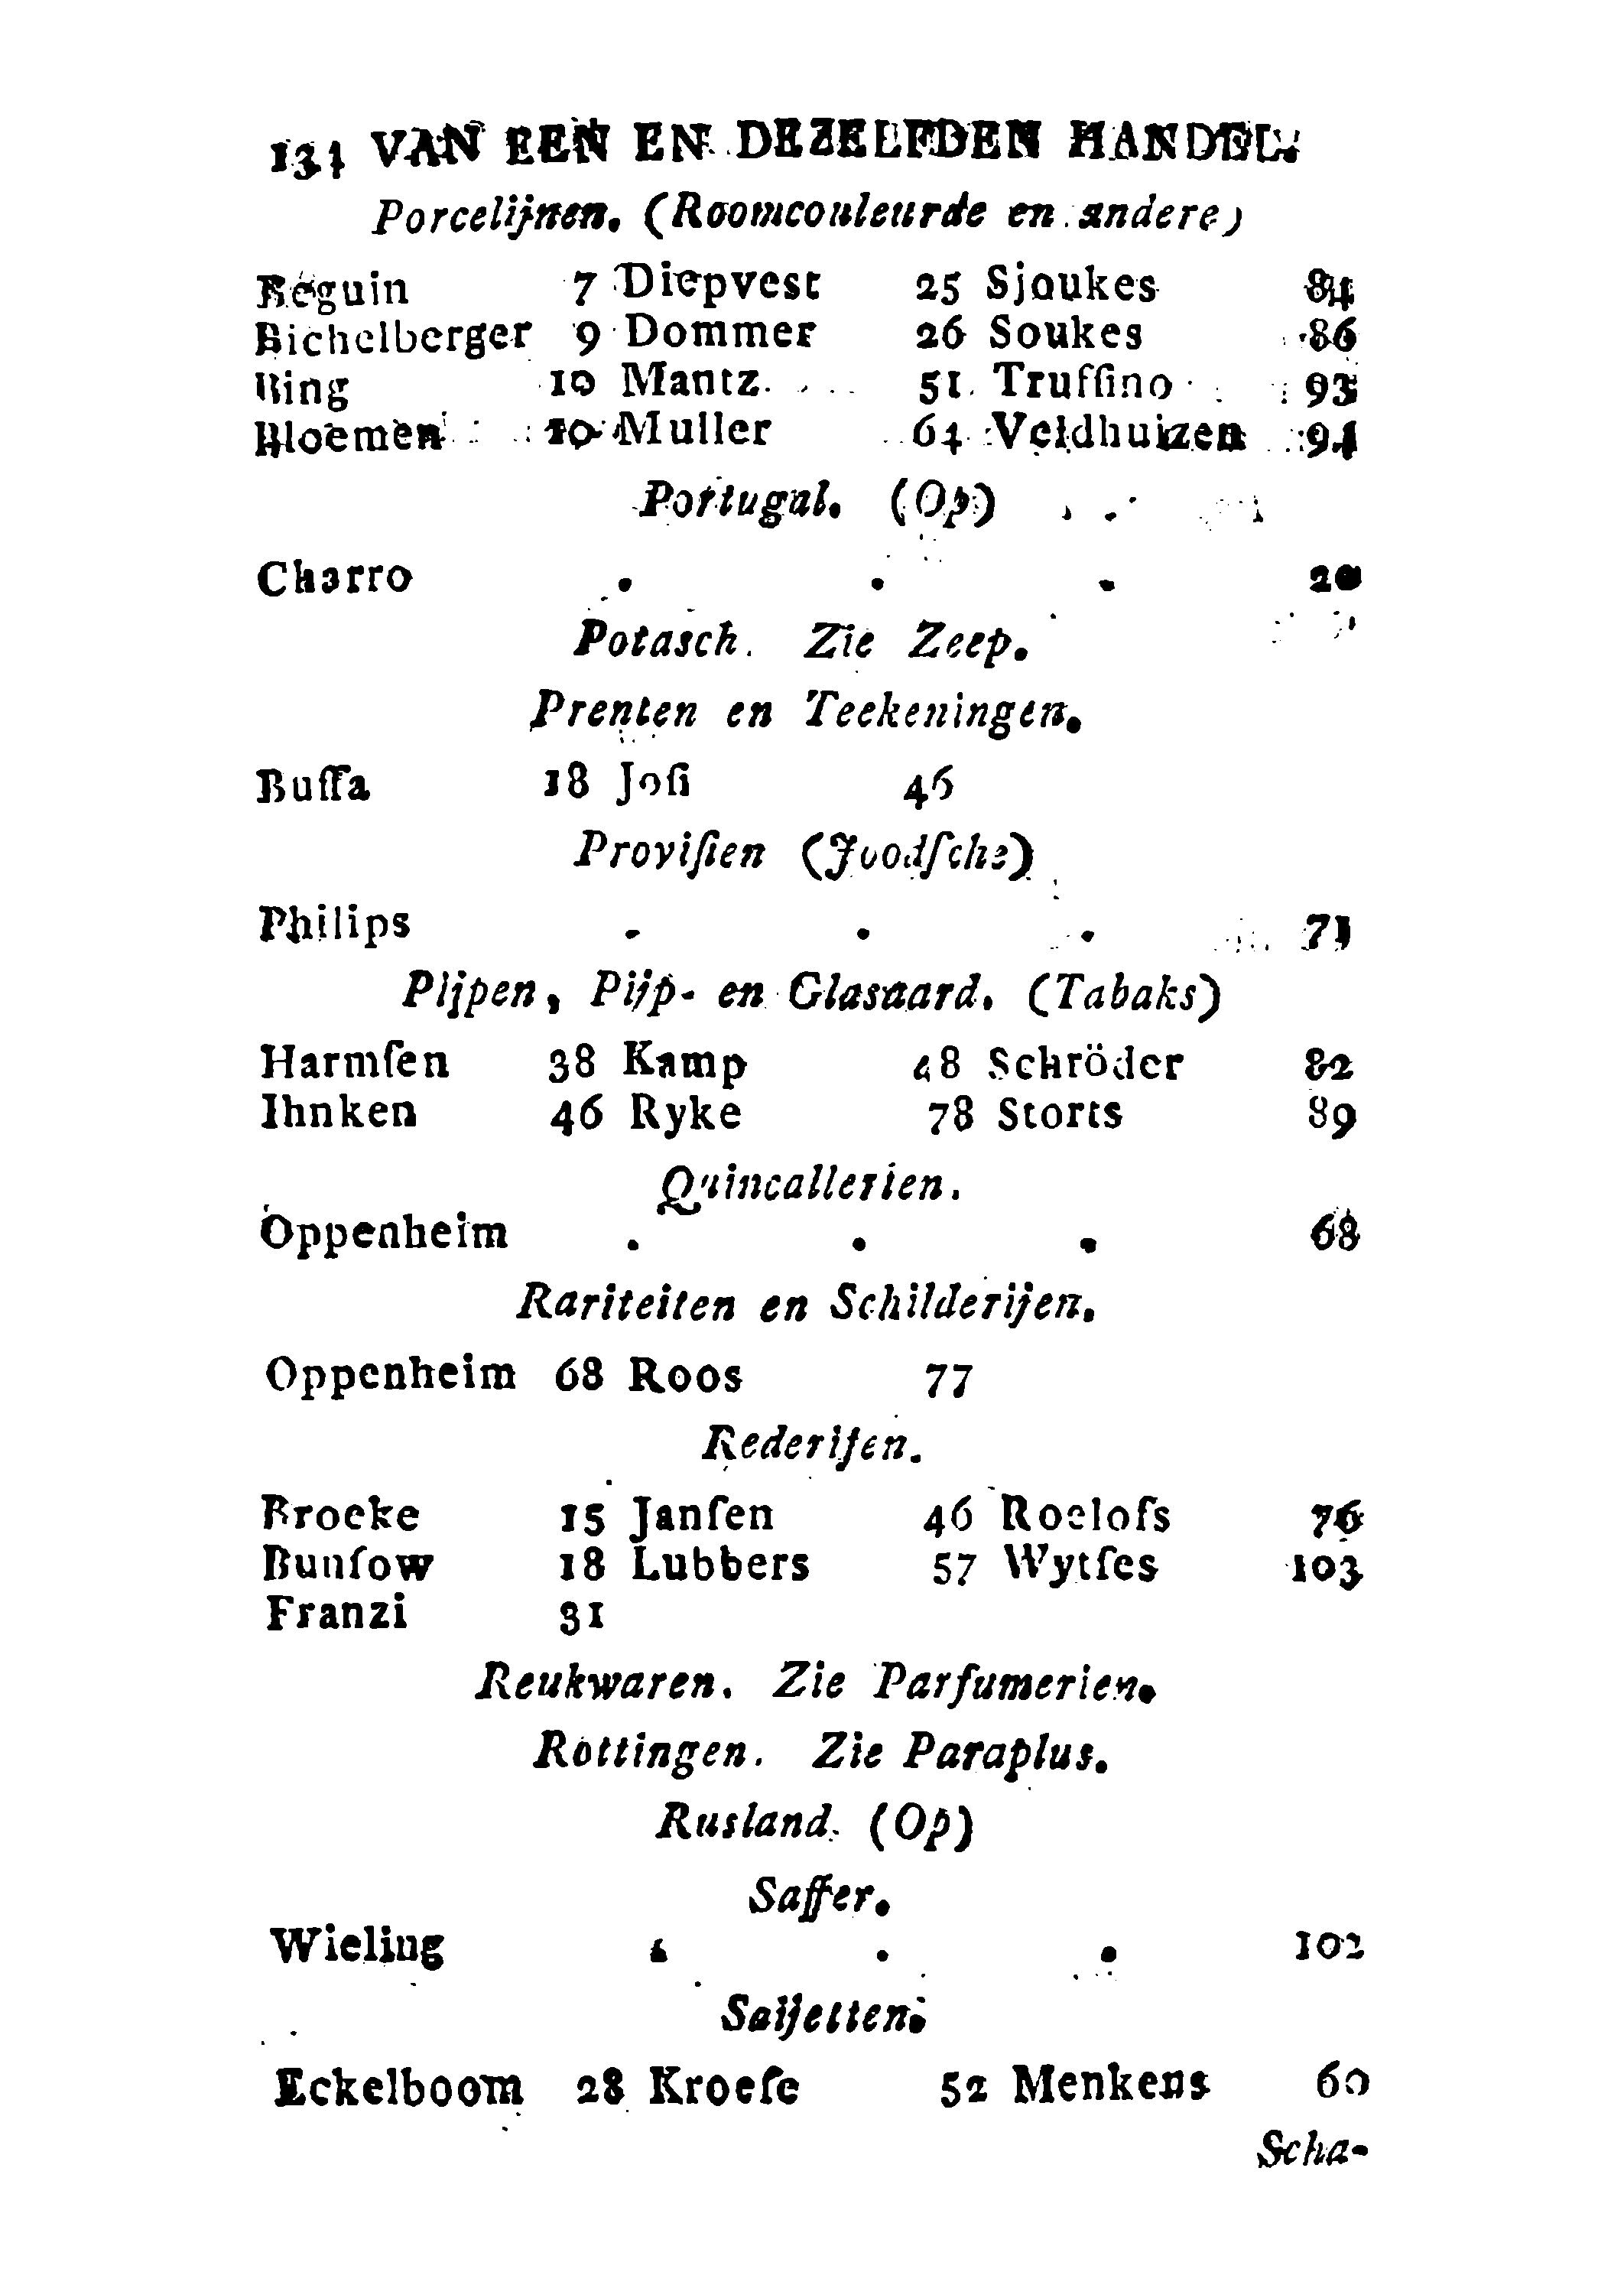 134 VAN EEN EN DEZELFDEN HANDEL.
Porcelijnen. (Roomcouleurde en andere)
Béguin 7 Diepvest 25 Sjoukes 84
Bichelberger 9 Dommer 26 Soukes 86
Bing 10 Mantz 51 Truffino 93
Bloemen 10 Muller 64 Veldhuizen 94
Portugal. (Op)
Charro . . . 20
Potasch. Zie Zeep.
Prenten en Teekeningen.
Buſſa 18 Joſi 46
Proviſien (Joodſche)
Philips . . . 71
Pijpen, Pijp- en Glasaard. (Tabaks)
Harmſen 38 Kamp 48 Schröder 82
Ihnken 46 Ryke 78 Storts 89
Quincallerien.
Oppenheim . . . 68
Rariteiten en Schilderijen.
Oppenheim 68 Roos 77
Rederijen.
Brocke 15 Janſen 46 Roelofs 76
Bunſow 18 Lubbers 57 Wytſes 103
Franzi 31
Reukwaren. Zie Parfumerien.
Rottingen. Zie Paraplus.
Rusland. (Op)
Saffer.
Wieling . . . 102
Saijetten.
Eckelboom 28 Kroeſe 52 Menkens 60
Scha-